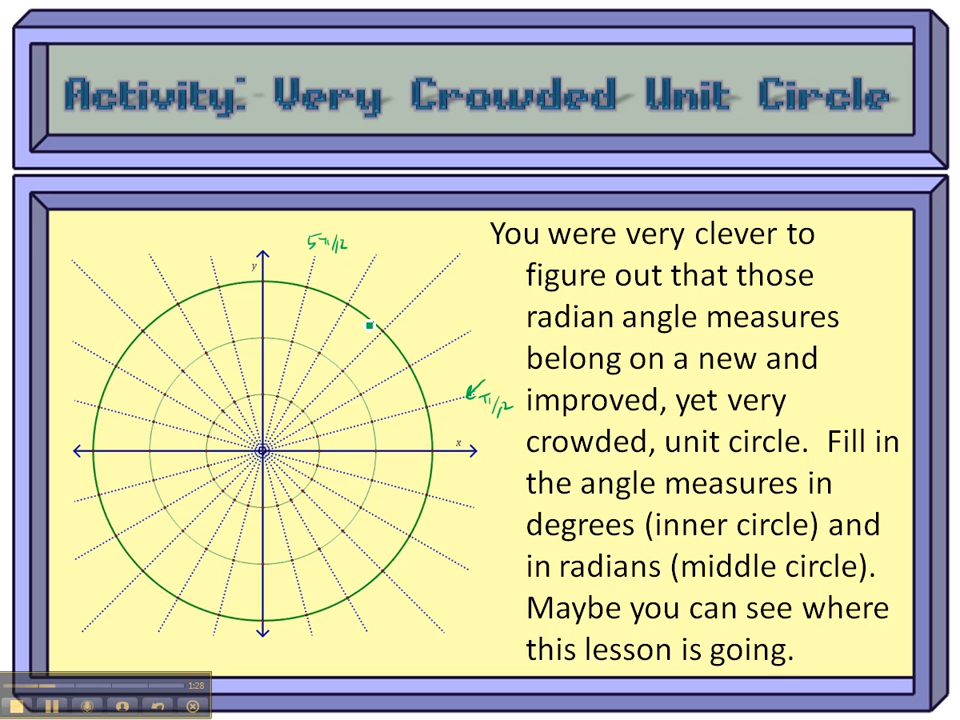 Activity: Very Crowded Unit Circle
5π/12
y
π/12
x
You were very clever to
figure out that those
radian angle measures
belong on a new and
improved, yet very
crowded, unit circle. Fill in
the angle measures in
degrees (inner circle) and
in radians (middle circle).
Maybe you can see where
this lesson is going.
1:28